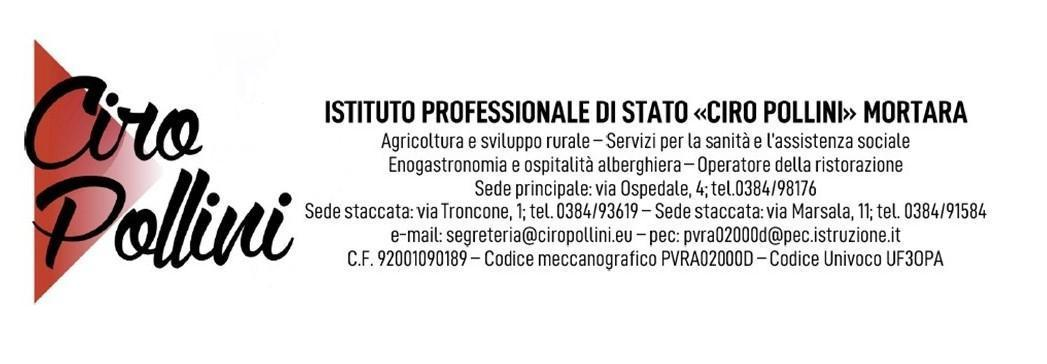 Ciro
Pollini
ISTITUTO PROFESSIONALE DI STATO «CIRO POLLINI» MORTARA
Agricoltura e sviluppo rurale – Servizi per la sanità e l'assistenza sociale
Enogastronomia e ospitalità alberghiera – Operatore della ristorazione
Sede principale: via Ospedale, 4; tel.0384/98176
Sede staccata: via Troncone, 1; tel. 0384/93619 – Sede staccata: via Marsala, 11; tel. 0384/91584
e-mail: segreteria@ciropollini.eu – pec: pvra02000d@pec.istruzione.it
C.F. 92001090189 – Codice meccanografico PVRA02000D – Codice Univoco UF3OPA